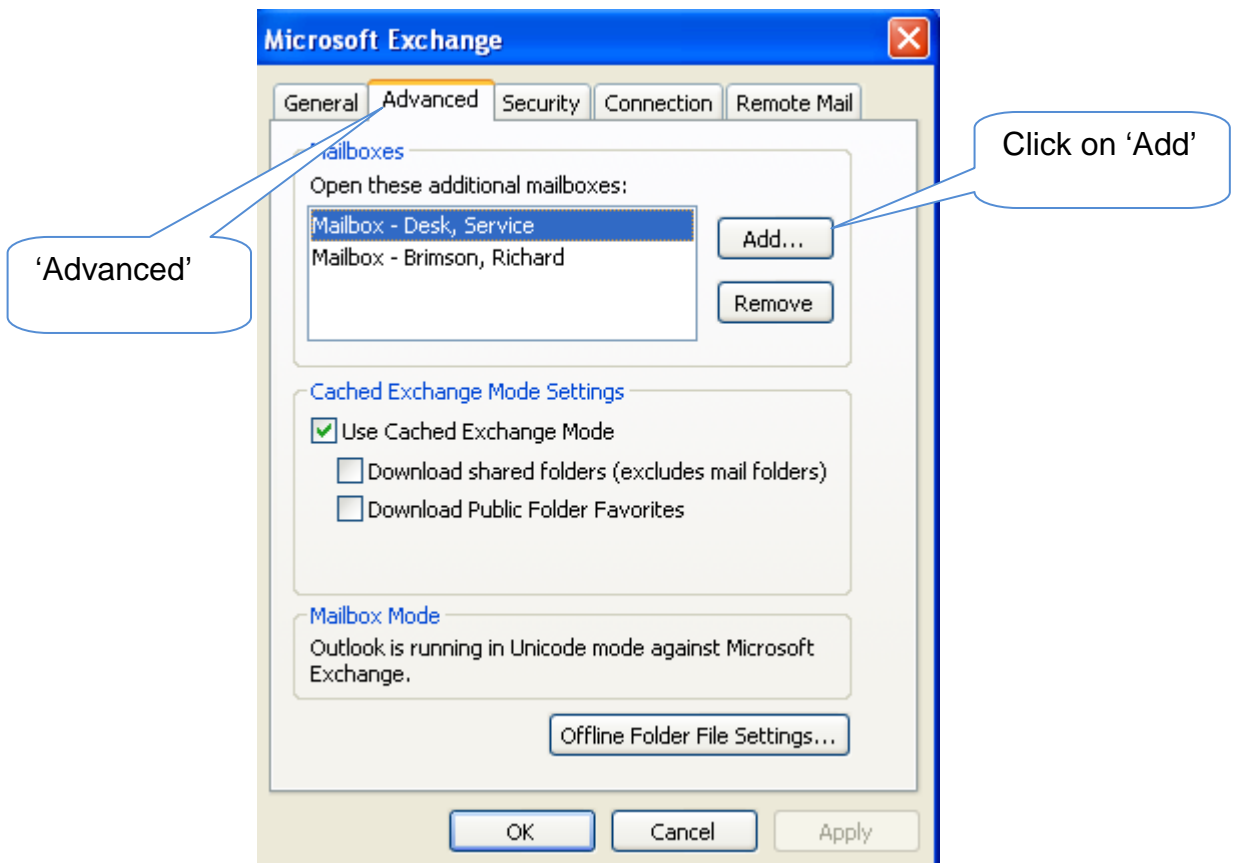 Microsoft Exchange
General Advanced Security Connection Remote Mail
Click on ‘Add’
Mailboxes
Open these additional mailboxes:
Mailbox - Desk, Service
Add...
‘Advanced’
Mailbox - Brimson, Richard
Remove
Cached Exchange Mode Settings
Use Cached Exchange Mode
Download shared folders (excludes mail folders)
Download Public Folder Favorites
Mailbox Mode
Outlook is running in Unicode mode against Microsoft
Exchange.
Offline Folder File Settings...
OK Cancel Apply